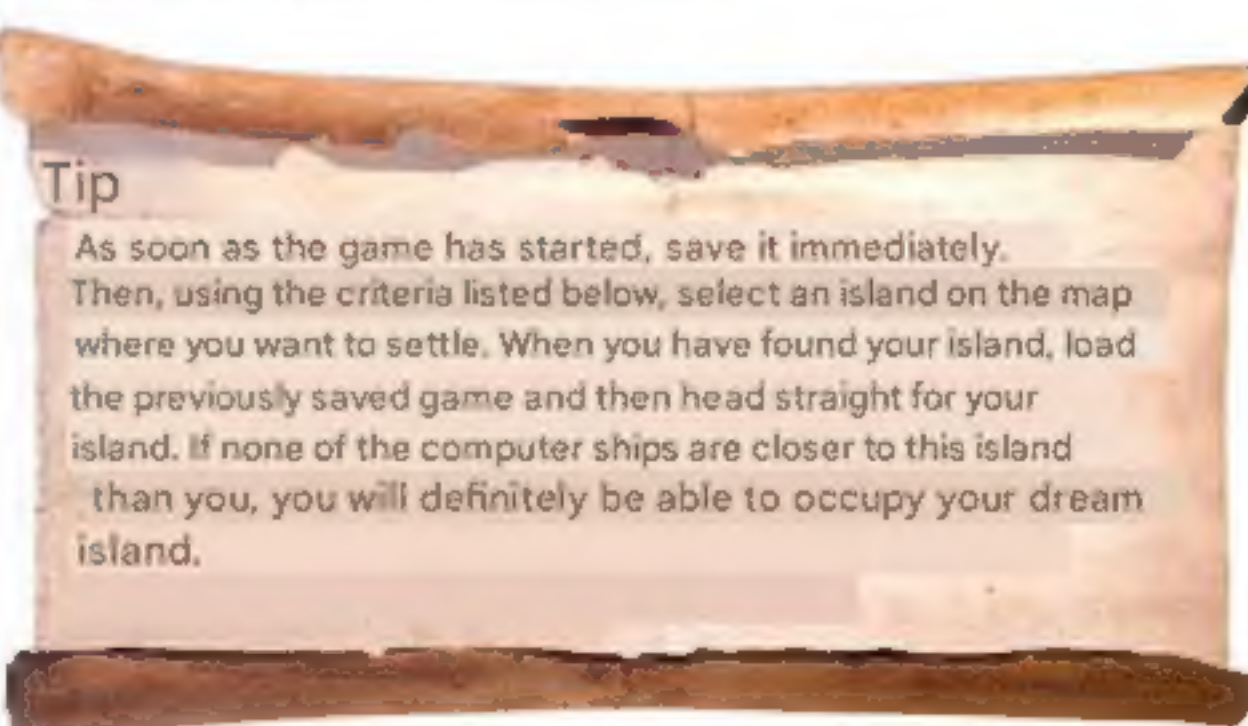 Tip
As soon as the game has started, save it immediately.
Then, using the criteria listed below, select an island on the map
where you want to settle. When you have found your island, load
the previously saved game and then head straight for your
island. If none of the computer ships are closer to this island
than you, you will definitely be able to occupy your dream
island.